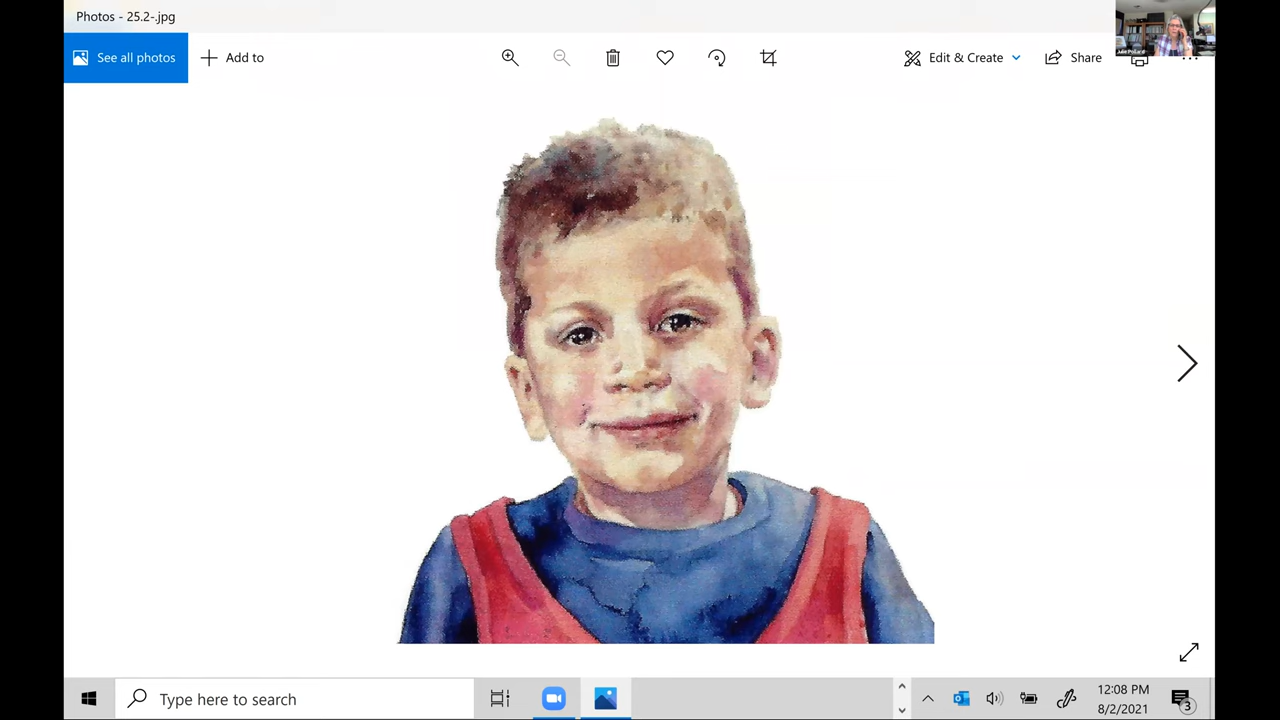 Photos - 25.2-.jpg
See all photos
Add to
Edit & Create
Share
Type here to search
12:08 PM
8/2/2021
3